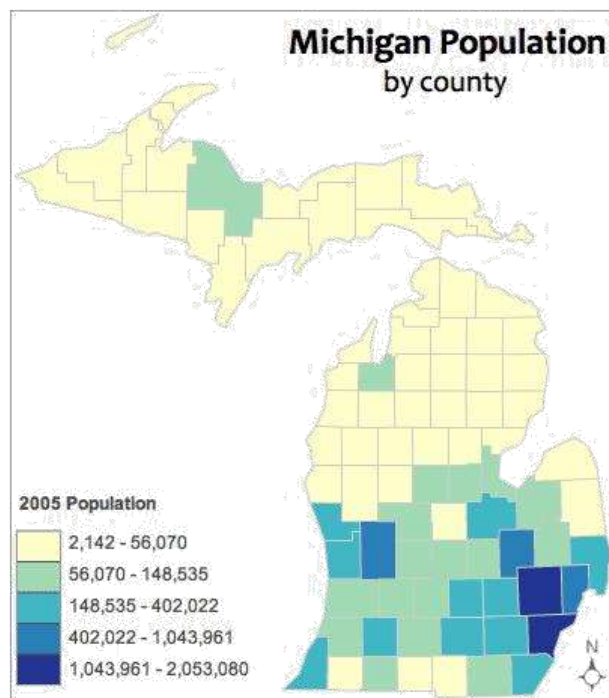 Michigan Population
by county
2005 Population
2,142 - 56,070
56,070 - 148,535
148,535 - 402,022
402,022 - 1,043,961
1,043,961 - 2,053,080
N